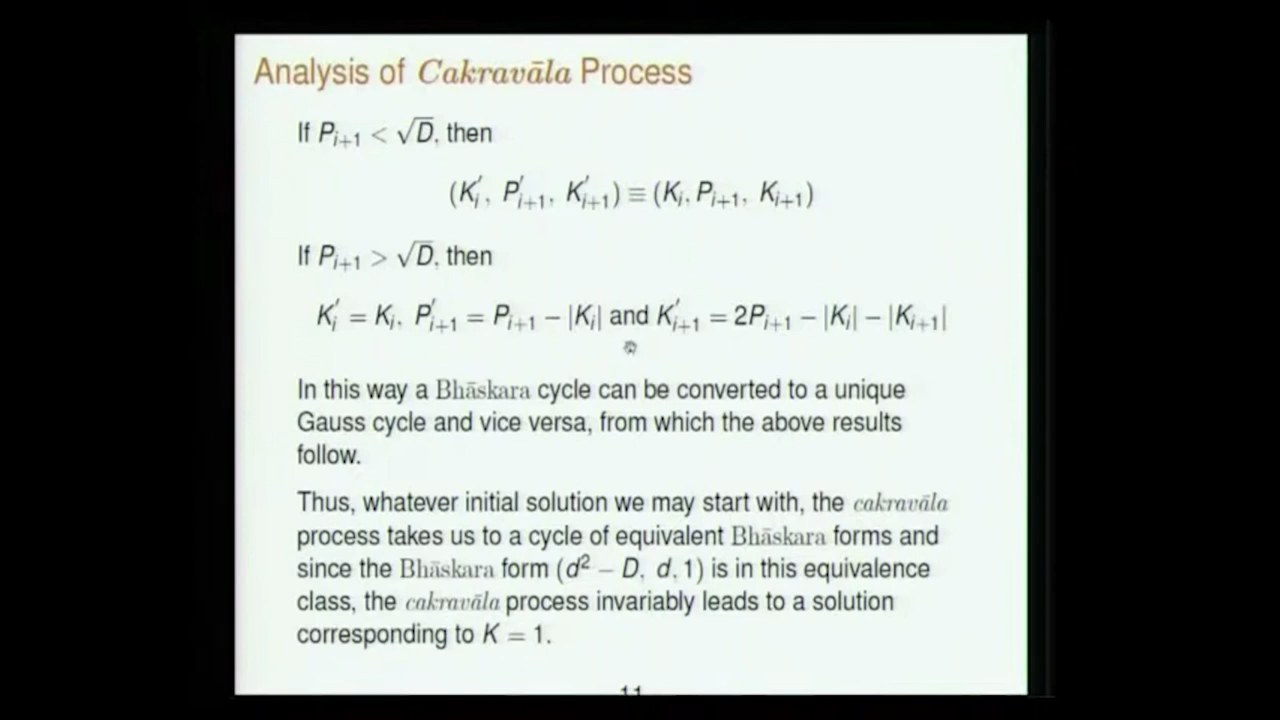 Analysis of Cakravāla Process
If P_{i+1} < √D, then
(K′_i, P′_{i+1}, K′_{i+1}) ≡ (K_i, P_{i+1}, K_{i+1})
If P_{i+1} > √D, then
K′_i = K_i, P′_{i+1} = P_{i+1} − |K_i| and K′_{i+1} = 2P_{i+1} − |K_i| − |K_{i+1}|
In this way a Bhāskara cycle can be converted to a unique
Gauss cycle and vice versa, from which the above results
follow.
Thus, whatever initial solution we may start with, the cakravāla
process takes us to a cycle of equivalent Bhāskara forms and
since the Bhāskara form (d² − D, d, 1) is in this equivalence
class, the cakravāla process invariably leads to a solution
corresponding to K = 1.
11